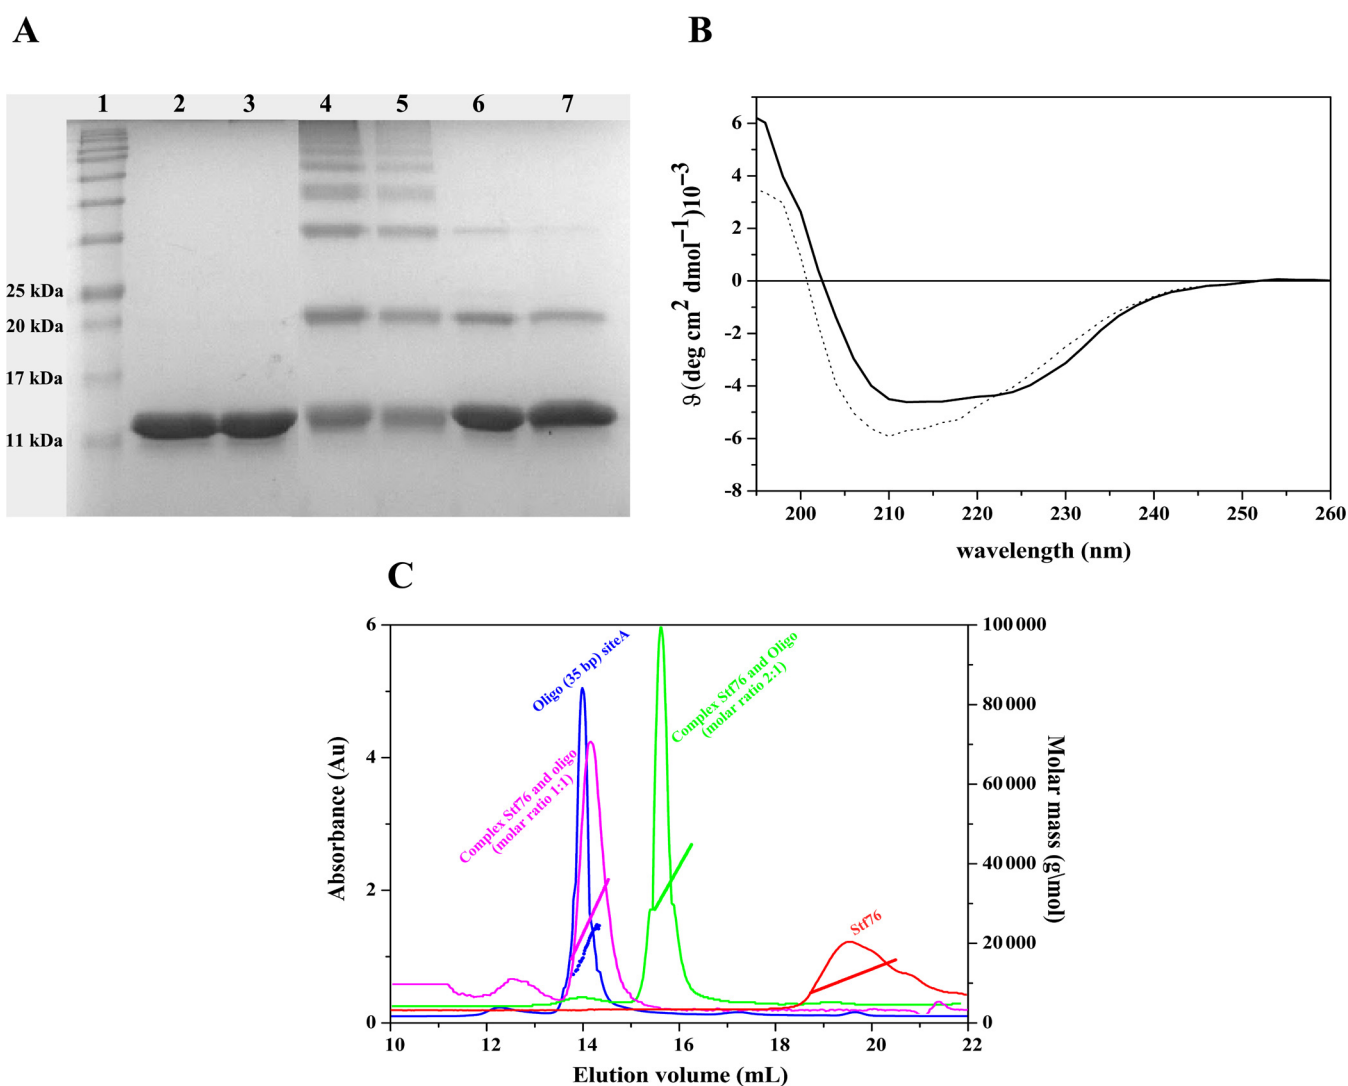 A
1 2 3 4 5 6 7
25 kDa
20 kDa
17 kDa
11 kDa
B
6
4
2
0
-2
-4
-6
-8
ϑ (deg cm² dmol⁻¹)10⁻³
200 210 220 230 240 250 260
wavelength (nm)
C
6
4
2
0
Absorbance (Au)
Oligo (35 bp) siteA
Complex Stf76 and oligo
(molar ratio 1:1)
Complex Stf76 and Oligo
(molar ratio 2:1)
Stf76
100 000
80 000
60 000
40 000
20 000
0
Molar mass (g\mol)
10 12 14 16 18 20 22
Elution volume (mL)